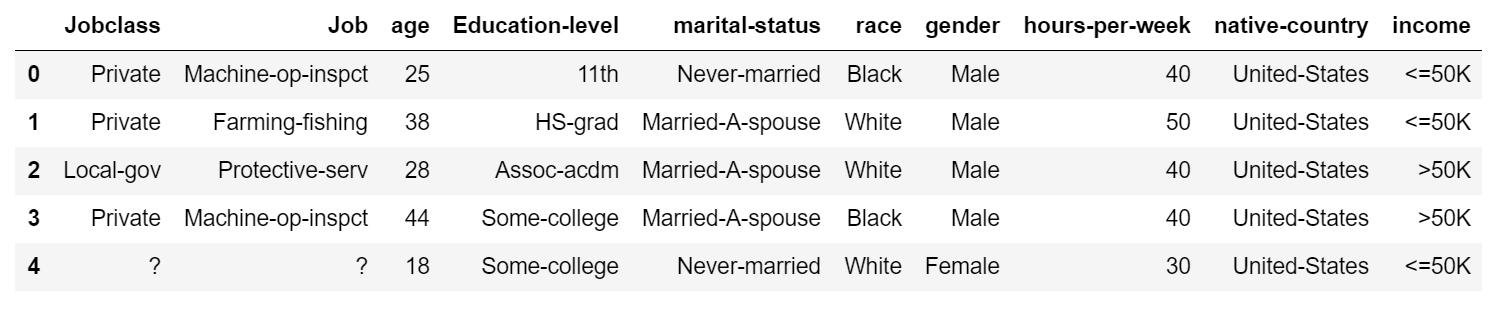 Jobclass Job age Education-level marital-status race gender hours-per-week native-country income
0 Private Machine-op-inspct 25 11th Never-married Black Male 40 United-States <=50K
1 Private Farming-fishing 38 HS-grad Married-A-spouse White Male 50 United-States <=50K
2 Local-gov Protective-serv 28 Assoc-acdm Married-A-spouse White Male 40 United-States >50K
3 Private Machine-op-inspct 44 Some-college Married-A-spouse Black Male 40 United-States >50K
4 ? ? 18 Some-college Never-married White Female 30 United-States <=50K